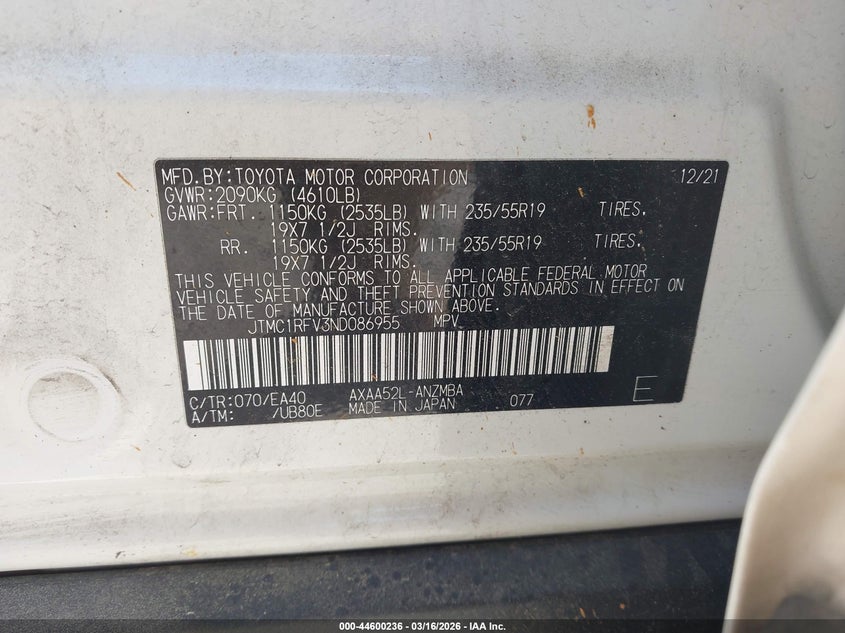 MFD.BY:TOYOTA MOTOR CORPORATION 12/21
GVWR:2090KG (4610LB)
GAWR:FRT. 1150KG (2535LB) WITH 235/55R19 TIRES,
19X7 1/2J RIMS.
RR. 1150KG (2535LB) WITH 235/55R19 TIRES,
19X7 1/2J RIMS.
THIS VEHICLE CONFORMS TO ALL APPLICABLE FEDERAL MOTOR
VEHICLE SAFETY AND THEFT PREVENTION STANDARDS IN EFFECT ON
THE DATE OF MANUFACTURE SHOWN ABOVE.
JTMC1RFV3ND086955 MPV
C/TR:070/EA40 AXAA52L-ANZMBA 077 E
A/TM: /UB80E MADE IN JAPAN
000-44600236 - 03/16/2026 - IAA Inc.